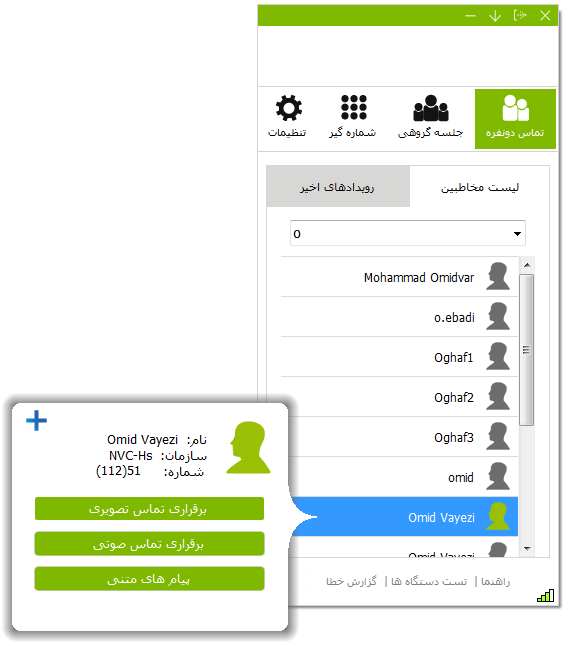 تماس دونفره
جلسه گروهی
شماره گیر
تنظیمات
لیست مخاطبین
رویدادهای اخیر
o
Mohammad Omidvar
o.ebadi
Oghaf1
Oghaf2
Oghaf3
omid
Omid Vayezi
Omid Vayezi
راهنما | تست دستگاه ها | گزارش خطا
نام: Omid Vayezi
سازمان: NVC-Hs
شماره: (112)51
برقراری تماس تصویری
برقراری تماس صوتی
پیام های متنی